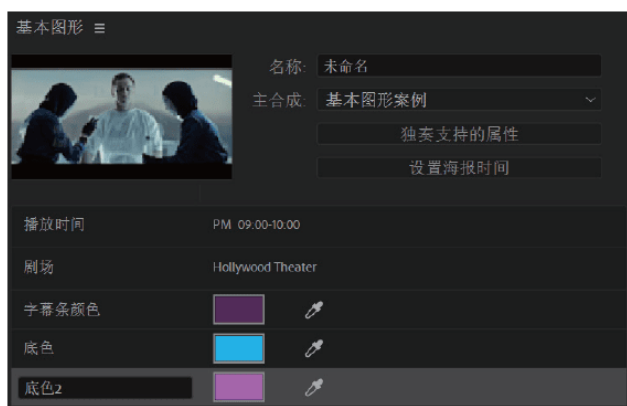 基本图形
名称: 未命名
主合成: 基本图形案例
独奏支持的属性
设置海报时间
播放时间 PM 09:00-10:00
剧场 Hollywood Theater
字幕条颜色
底色
底色2